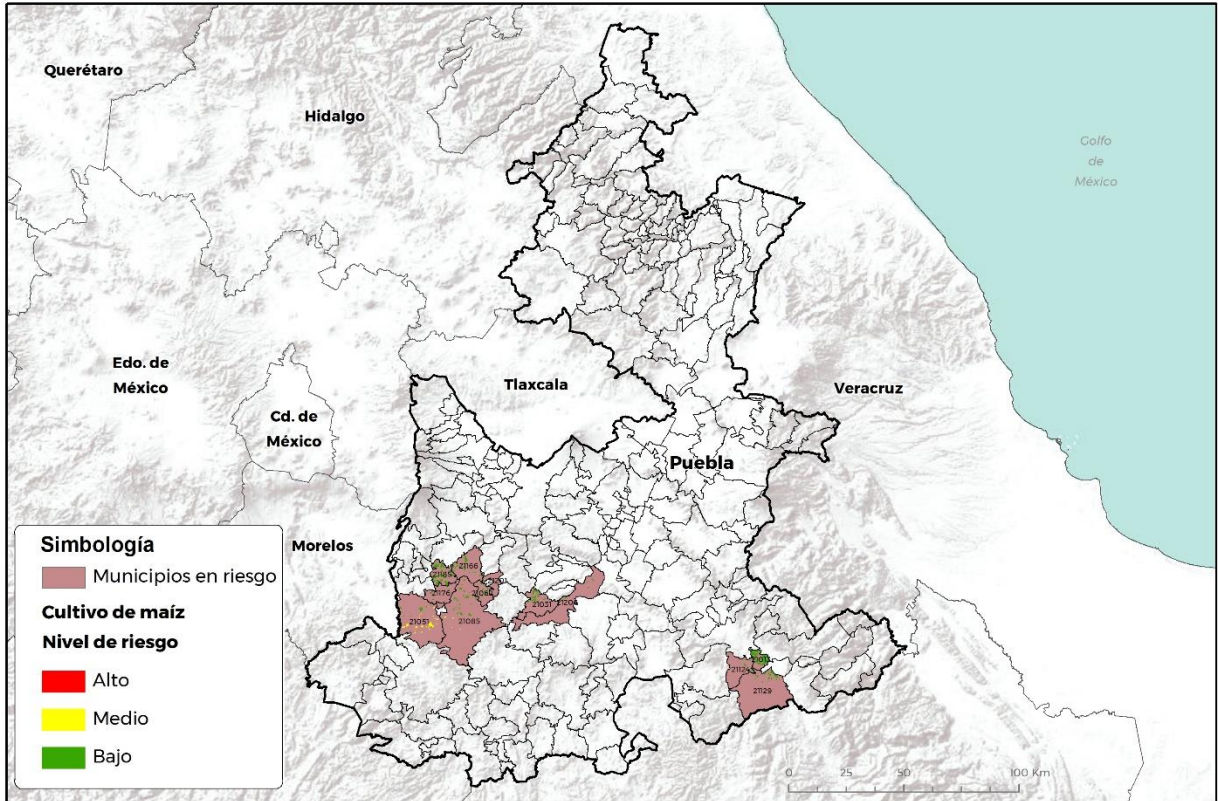 Querétaro
Hidalgo
Golfo
de
México
Edo. de
México
Tlaxcala
Veracruz
Cd. de
México
Puebla
Morelos
21166
21176
21051
21085
21031
21129
Simbología
Municipios en riesgo
Cultivo de maíz
Nivel de riesgo
Alto
Medio
Bajo
0 25 50 100 Km